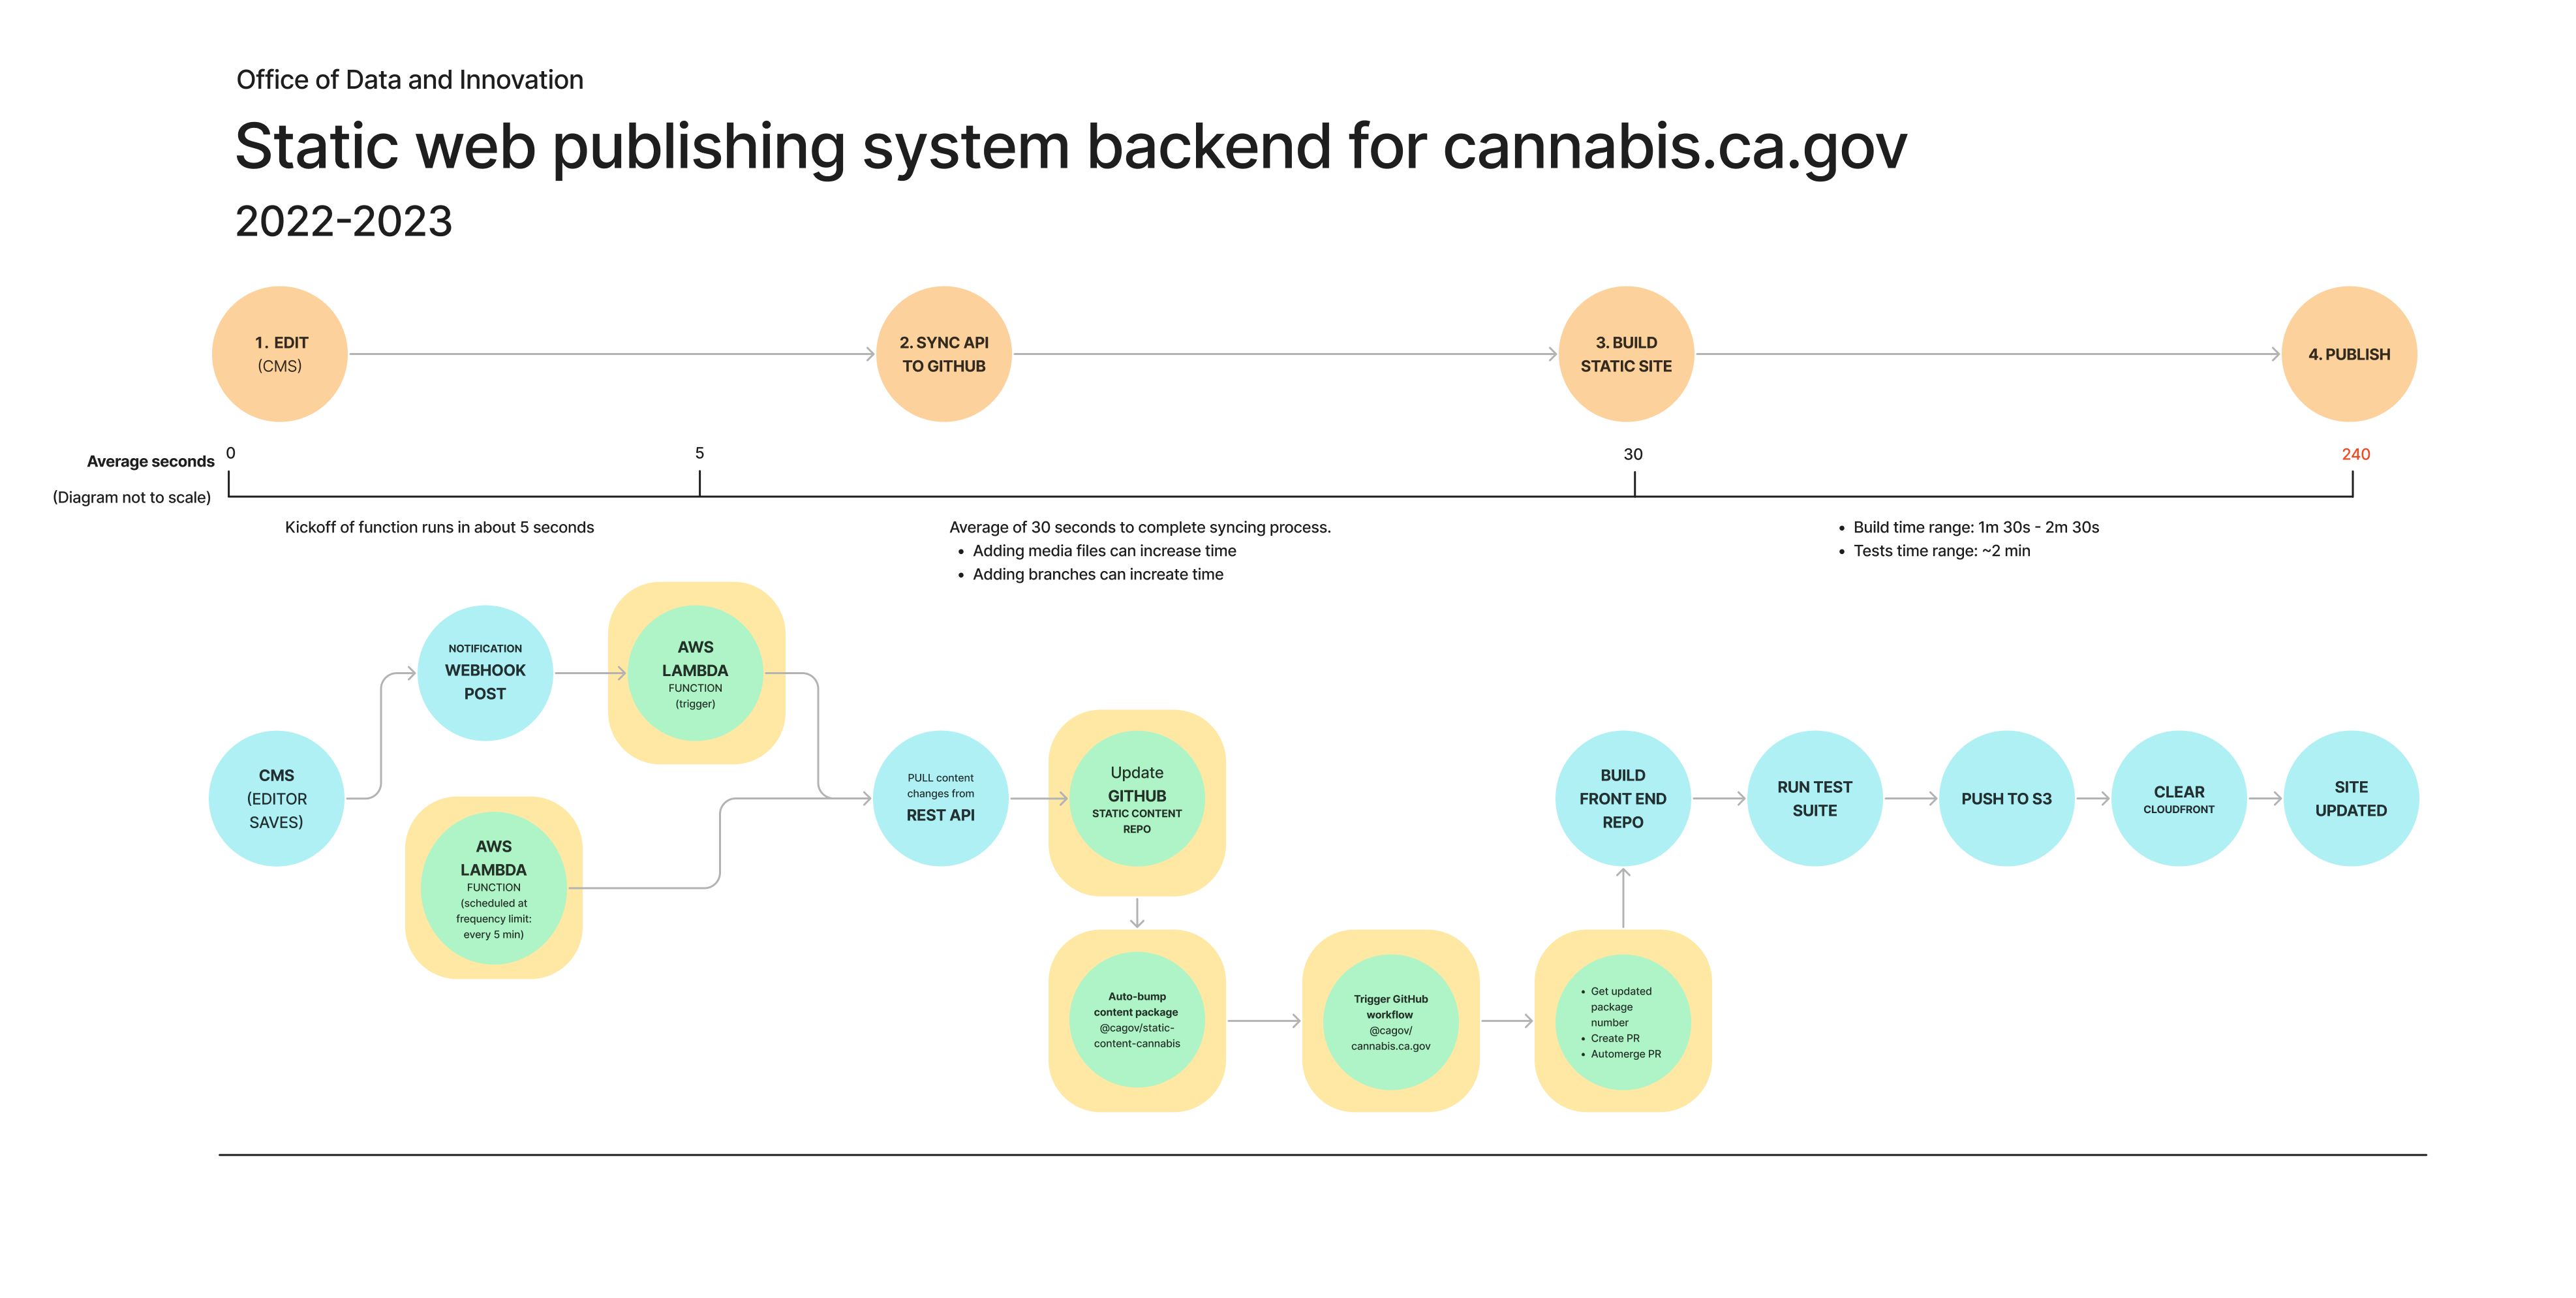 Office of Data and Innovation
Static web publishing system backend for cannabis.ca.gov
2022-2023
1. EDIT
(CMS)
2. SYNC API
TO GITHUB
3. BUILD
STATIC SITE
4. PUBLISH
Average seconds
(Diagram not to scale)
0
5
30
240
Kickoff of function runs in about 5 seconds
Average of 30 seconds to complete syncing process.
• Adding media files can increase time
• Adding branches can increate time
• Build time range: 1m 30s - 2m 30s
• Tests time range: ~2 min
CMS
(EDITOR
SAVES)
NOTIFICATION
WEBHOOK
POST
AWS
LAMBDA
FUNCTION
(trigger)
AWS
LAMBDA
FUNCTION
(scheduled at
frequency limit:
every 5 min)
PULL content
changes from
REST API
Update
GITHUB
STATIC CONTENT
REPO
Auto-bump
content package
@cagov/static-
content-cannabis
Trigger GitHub
workflow
@cagov/
cannabis.ca.gov
• Get updated
package
number
• Create PR
• Automerge PR
BUILD
FRONT END
REPO
RUN TEST
SUITE
PUSH TO S3
CLEAR
CLOUDFRONT
SITE
UPDATED